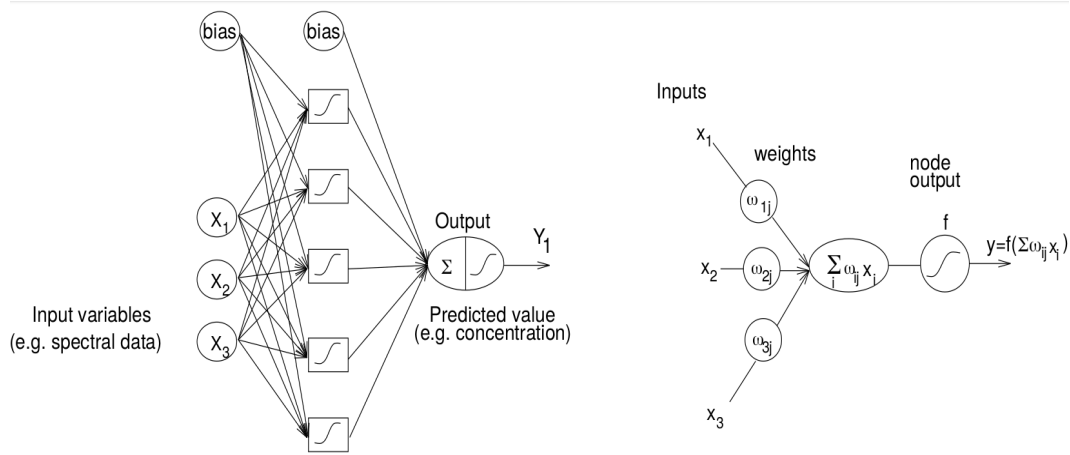 bias
bias
X1
X2
X3
Input variables
(e.g. spectral data)
Output
Σ
Y1
Predicted value
(e.g. concentration)
Inputs
x1
weights
ω1j
x2
ω2j
ω3j
x3
Σi ωij xi
node
output
f
y=f(Σωij xi)